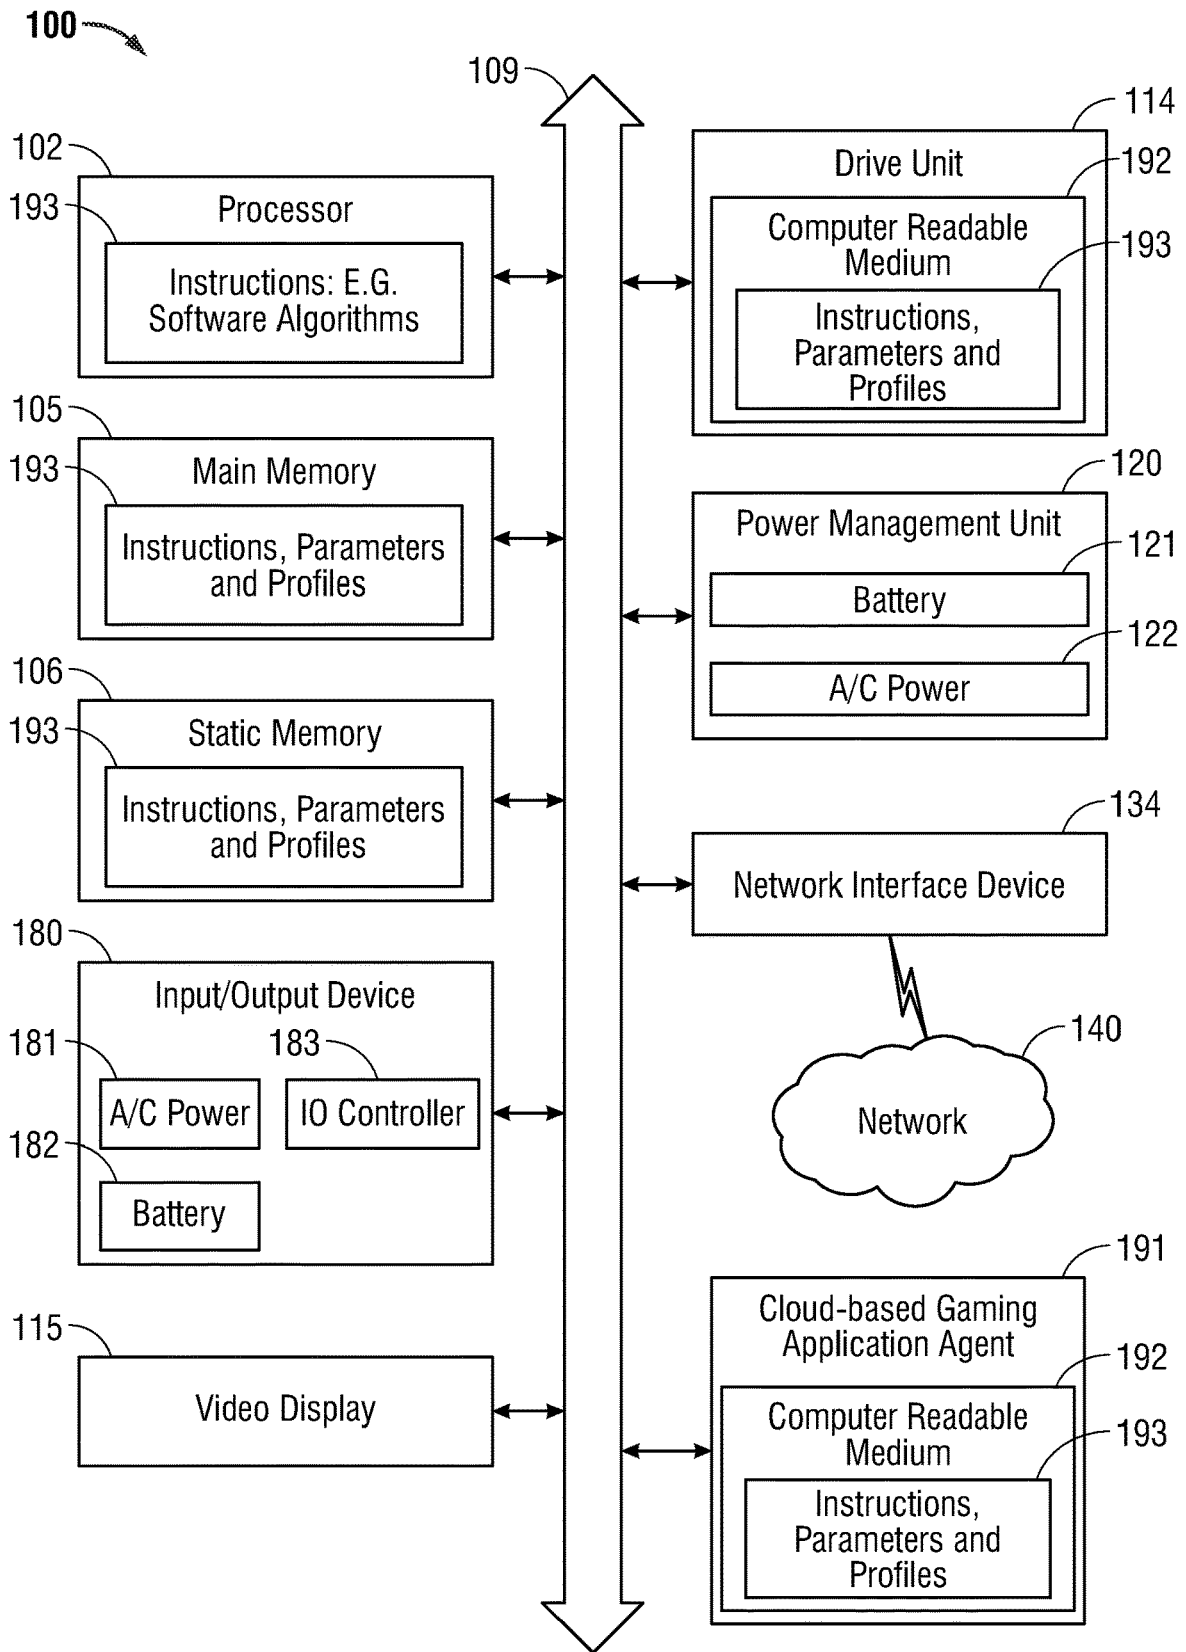 100
109
102
Processor
193
Instructions: E.G.
Software Algorithms
105
Main Memory
193
Instructions, Parameters
and Profiles
106
Static Memory
193
Instructions, Parameters
and Profiles
180
Input/Output Device
181
183
A/C Power
IO Controller
182
Battery
115
Video Display
114
Drive Unit
192
Computer Readable
Medium
193
Instructions,
Parameters and
Profiles
120
Power Management Unit
121
Battery
122
A/C Power
134
Network Interface Device
140
Network
191
Cloud-based Gaming
Application Agent
192
Computer Readable
Medium
193
Instructions,
Parameters and
Profiles